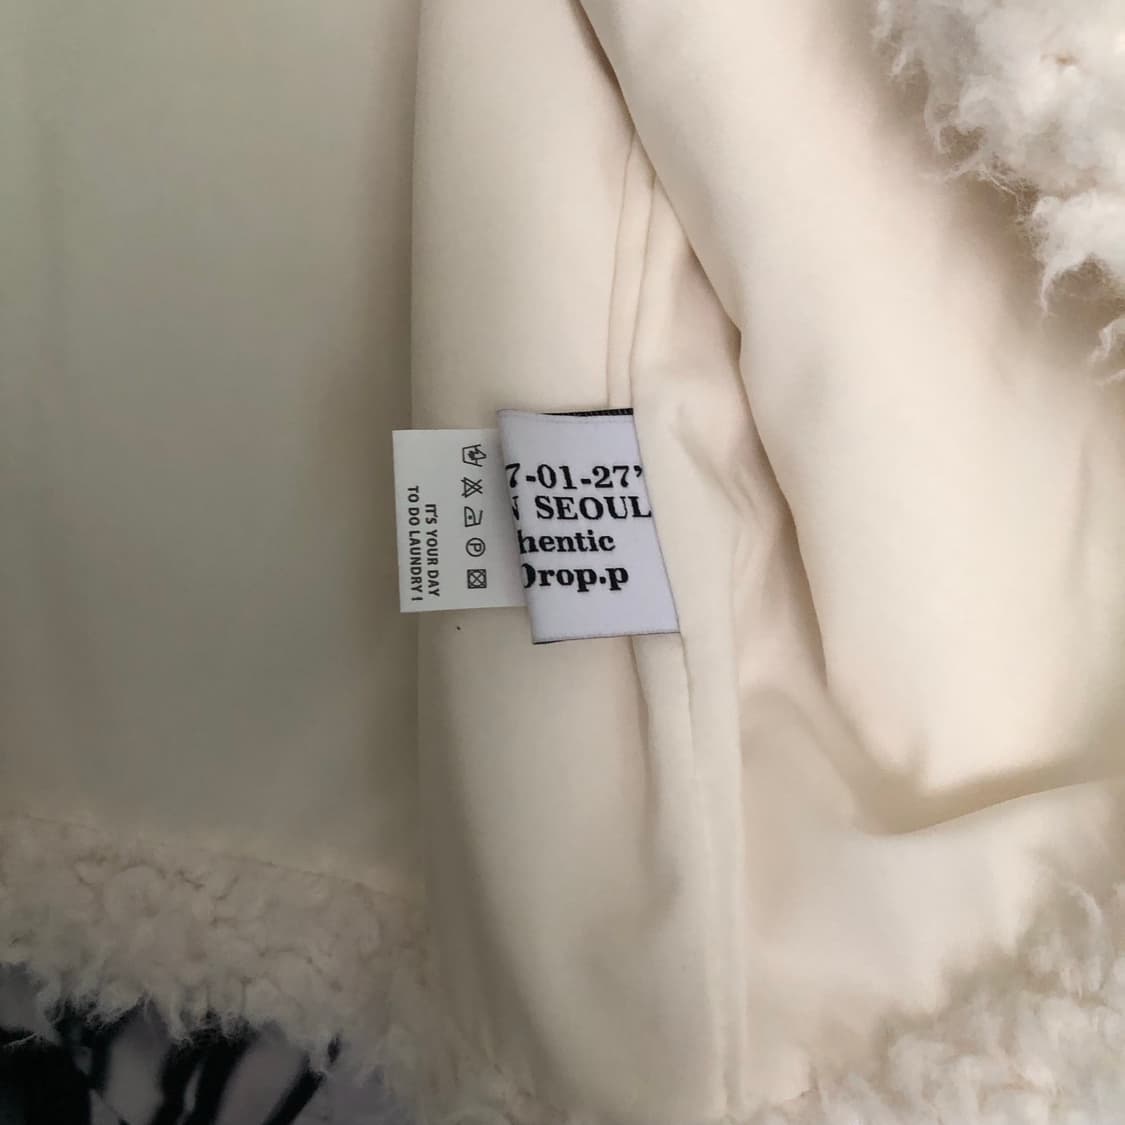 7-01-27'
N SEOUL
hentic
Drop.p
IT'S YOUR DAY
TO DO LAUNDRY!
P